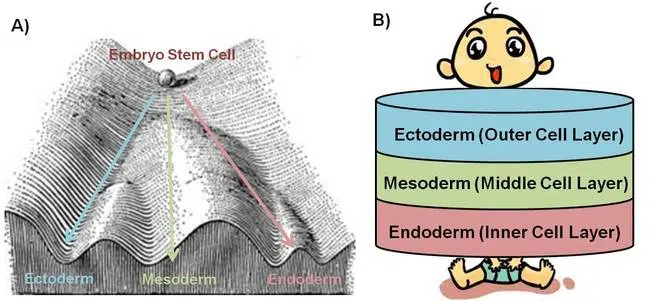 A)
Embryo Stem Cell
Ectoderm
Mesoderm
Endoderm
B)
Ectoderm (Outer Cell Layer)
Mesoderm (Middle Cell Layer)
Endoderm (Inner Cell Layer)